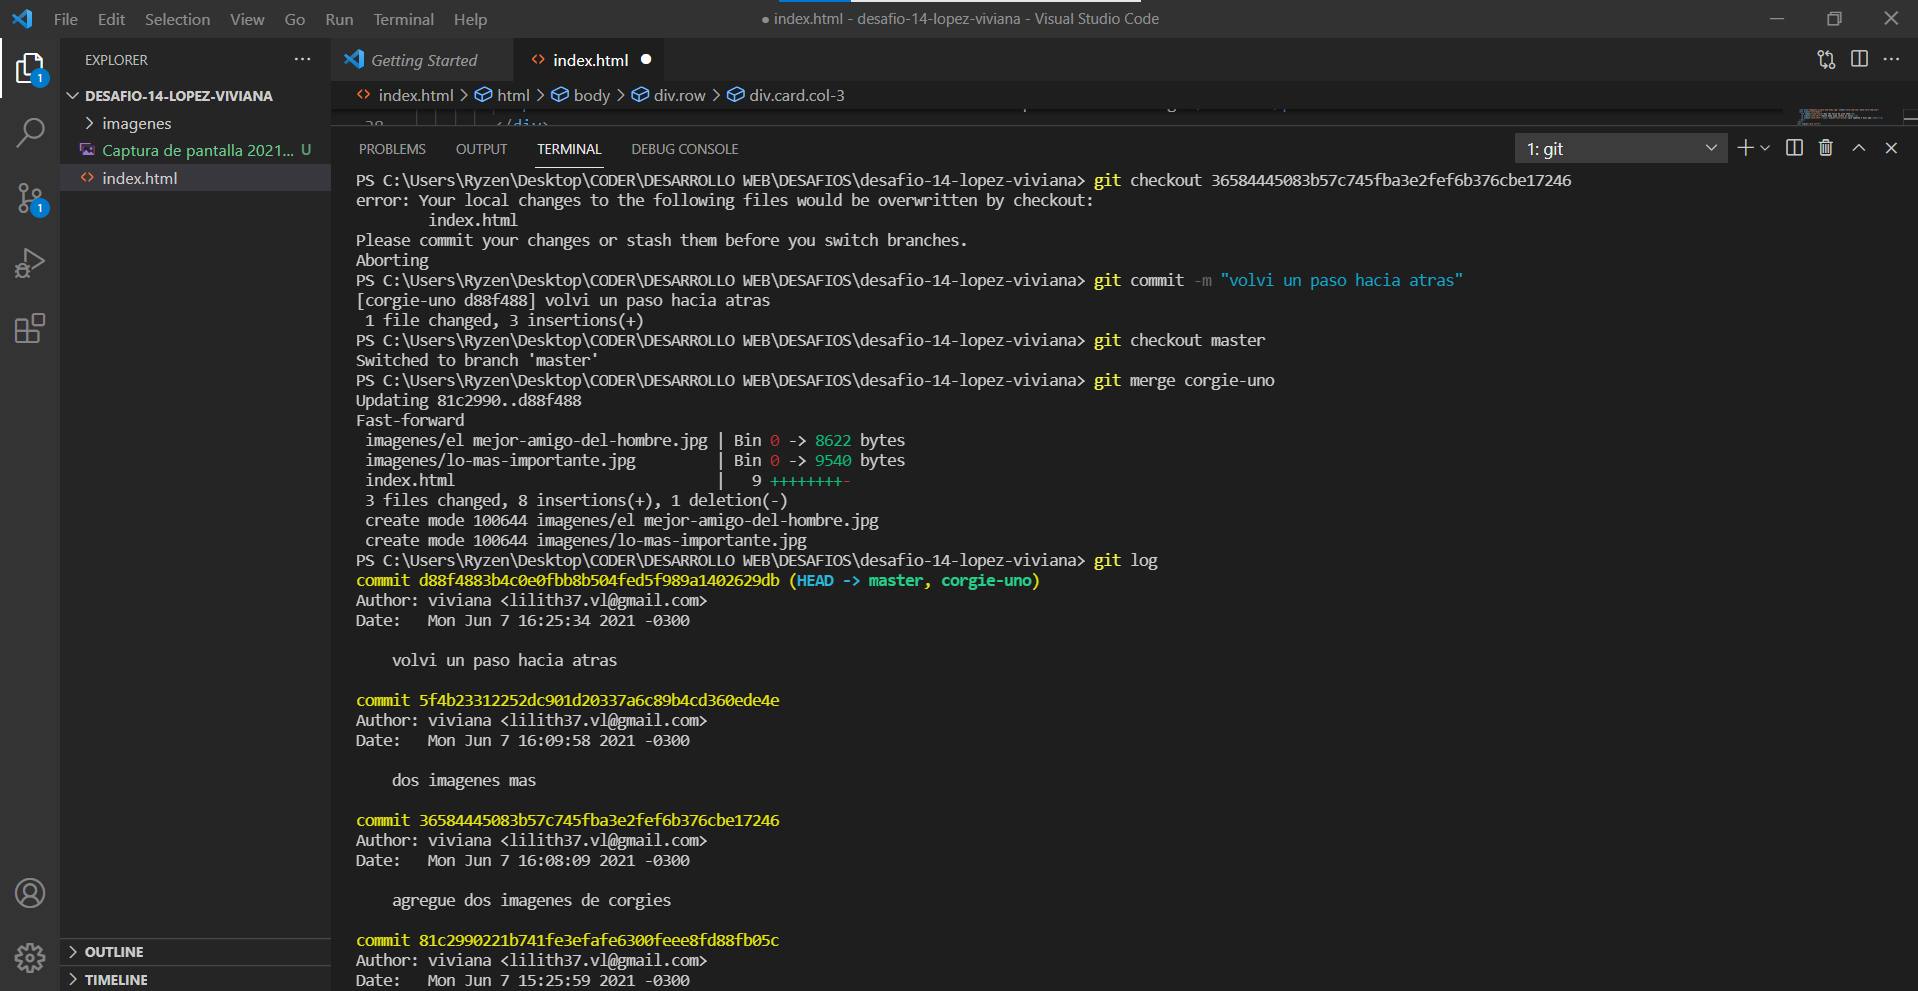 File Edit Selection View Go Run Terminal Help
● index.html - desafio-14-lopez-viviana - Visual Studio Code
EXPLORER
DESAFIO-14-LOPEZ-VIVIANA
imagenes
Captura de pantalla 2021... U
index.html
OUTLINE
TIMELINE
1
1
Getting Started
index.html
index.html > html > body > div.row > div.card.col-3
</div>
PROBLEMS OUTPUT TERMINAL DEBUG CONSOLE
1: git
PS C:\Users\Ryzen\Desktop\CODER\DESARROLLO WEB\DESAFIOS\desafio-14-lopez-viviana> git checkout 36584445083b57c745fba3e2fef6b376cbe17246
error: Your local changes to the following files would be overwritten by checkout:
index.html
Please commit your changes or stash them before you switch branches.
Aborting
PS C:\Users\Ryzen\Desktop\CODER\DESARROLLO WEB\DESAFIOS\desafio-14-lopez-viviana> git commit -m "volvi un paso hacia atras"
[corgie-uno d88f488] volvi un paso hacia atras
1 file changed, 3 insertions(+)
PS C:\Users\Ryzen\Desktop\CODER\DESARROLLO WEB\DESAFIOS\desafio-14-lopez-viviana> git checkout master
Switched to branch 'master'
PS C:\Users\Ryzen\Desktop\CODER\DESARROLLO WEB\DESAFIOS\desafio-14-lopez-viviana> git merge corgie-uno
Updating 81c2990..d88f488
Fast-forward
imagenes/el mejor-amigo-del-hombre.jpg | Bin 0 -> 8622 bytes
imagenes/lo-mas-importante.jpg | Bin 0 -> 9540 bytes
index.html | 9 ++++++++-
3 files changed, 8 insertions(+), 1 deletion(-)
create mode 100644 imagenes/el mejor-amigo-del-hombre.jpg
create mode 100644 imagenes/lo-mas-importante.jpg
PS C:\Users\Ryzen\Desktop\CODER\DESARROLLO WEB\DESAFIOS\desafio-14-lopez-viviana> git log
commit d88f4883b4c0e0fbb8b504fed5f989a1402629db (HEAD -> master, corgie-uno)
Author: viviana <lilith37.vl@gmail.com>
Date: Mon Jun 7 16:25:34 2021 -0300
volvi un paso hacia atras
commit 5f4b23312252dc901d20337a6c89b4cd360ede4e
Author: viviana <lilith37.vl@gmail.com>
Date: Mon Jun 7 16:09:58 2021 -0300
dos imagenes mas
commit 36584445083b57c745fba3e2fef6b376cbe17246
Author: viviana <lilith37.vl@gmail.com>
Date: Mon Jun 7 16:08:09 2021 -0300
agregue dos imagenes de corgies
commit 81c2990221b741fe3efafe6300feee8fd88fb05c
Author: viviana <lilith37.vl@gmail.com>
Date: Mon Jun 7 15:25:59 2021 -0300